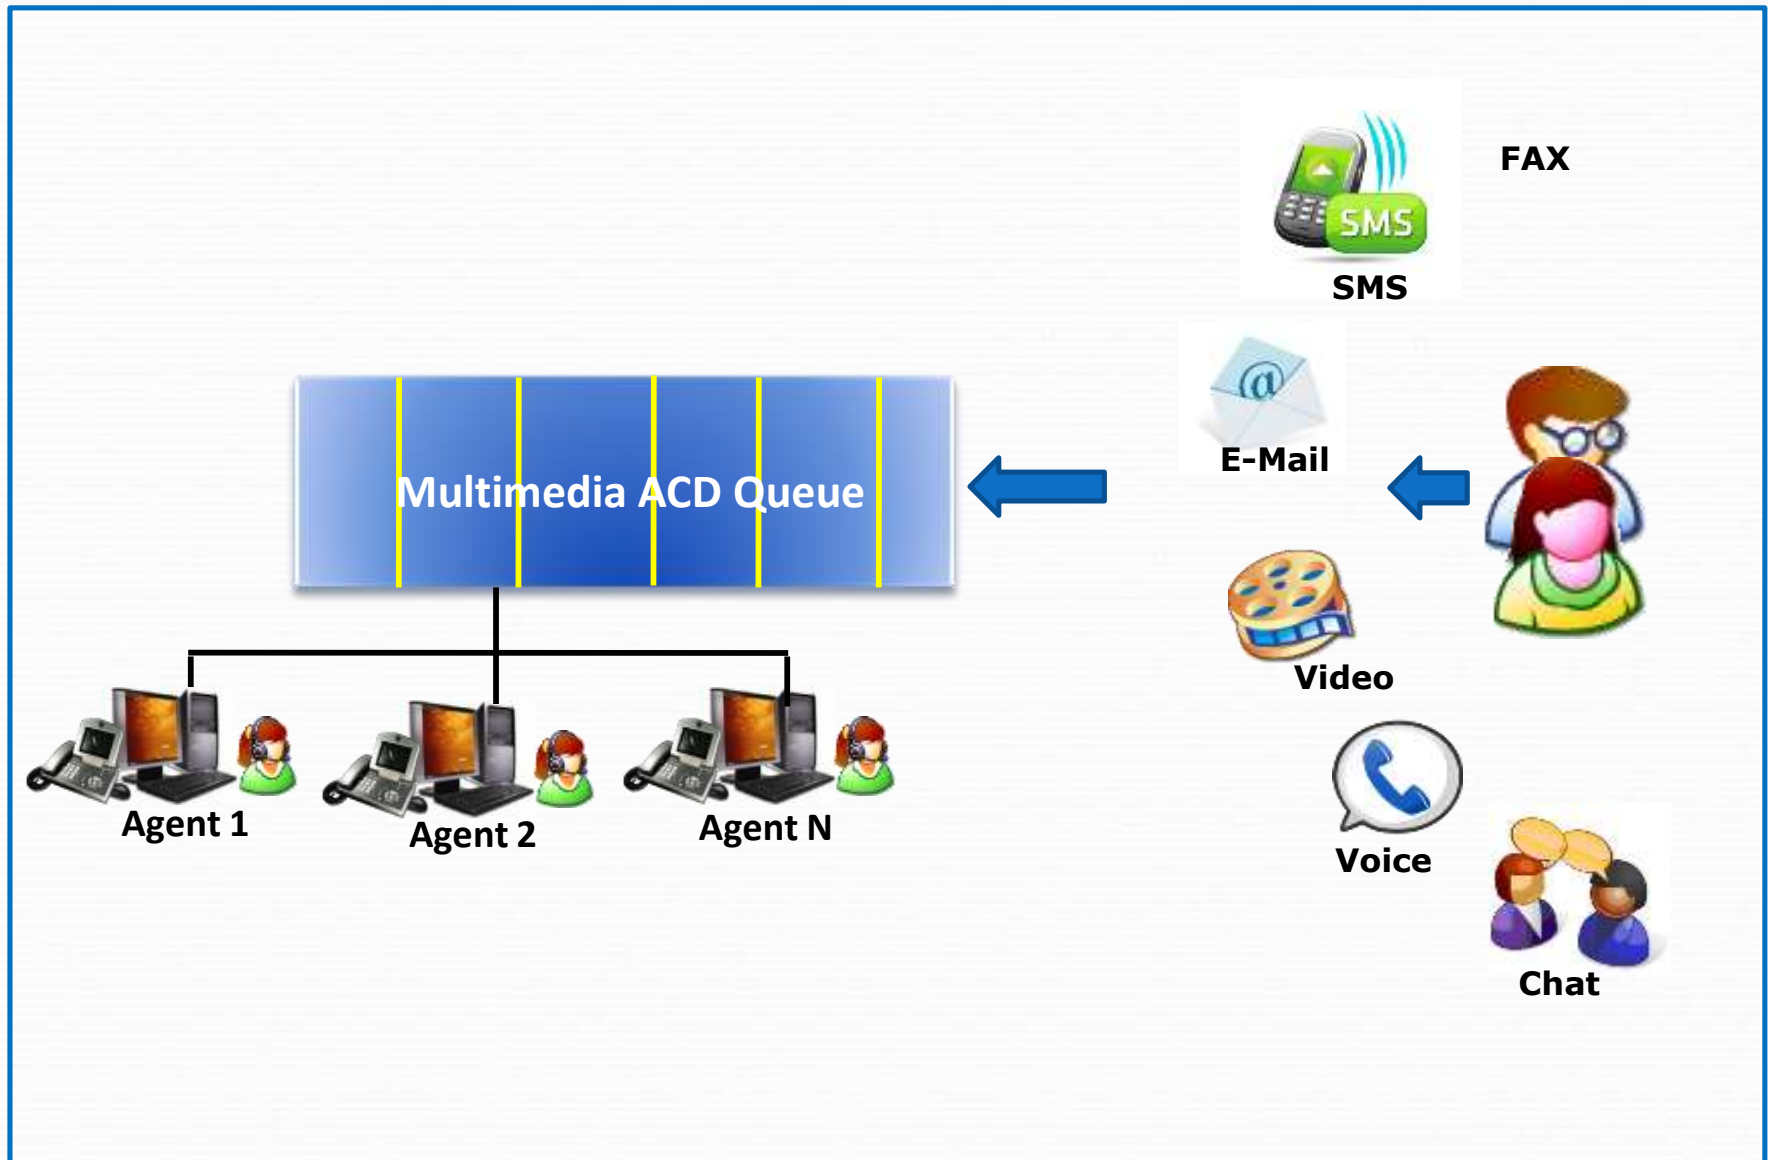 FAX
SMS
SMS
@
E-Mail
Multimedia ACD Queue
Video
Agent 1
Agent 2
Agent N
Voice
Chat